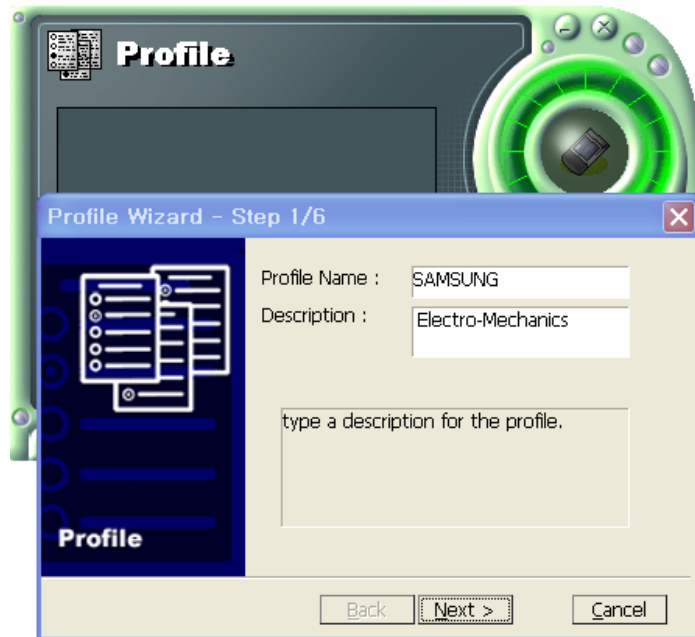 Profile
Profile Wizard - Step 1/6
Profile Name : SAMSUNG
Description : Electro-Mechanics
type a description for the profile.
Profile
Back Next > Cancel